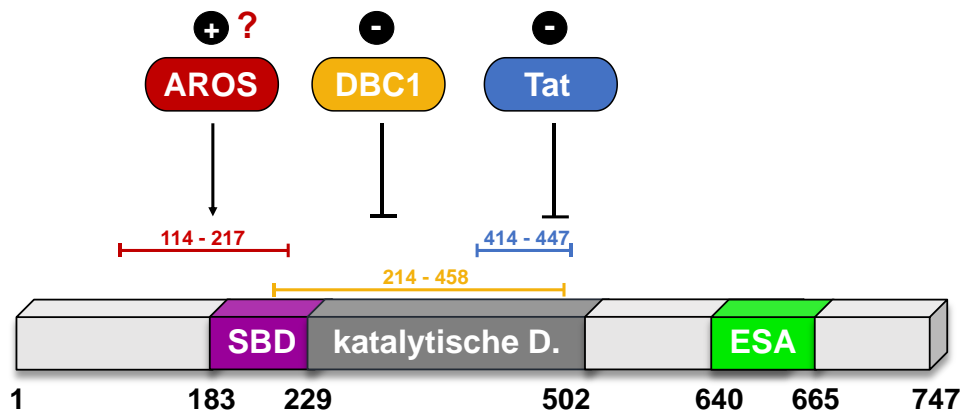 + ? - -
AROS DBC1 Tat
114 - 217 414 - 447
214 - 458
SBD katalytische D. ESA
1 183 229 502 640 665 747